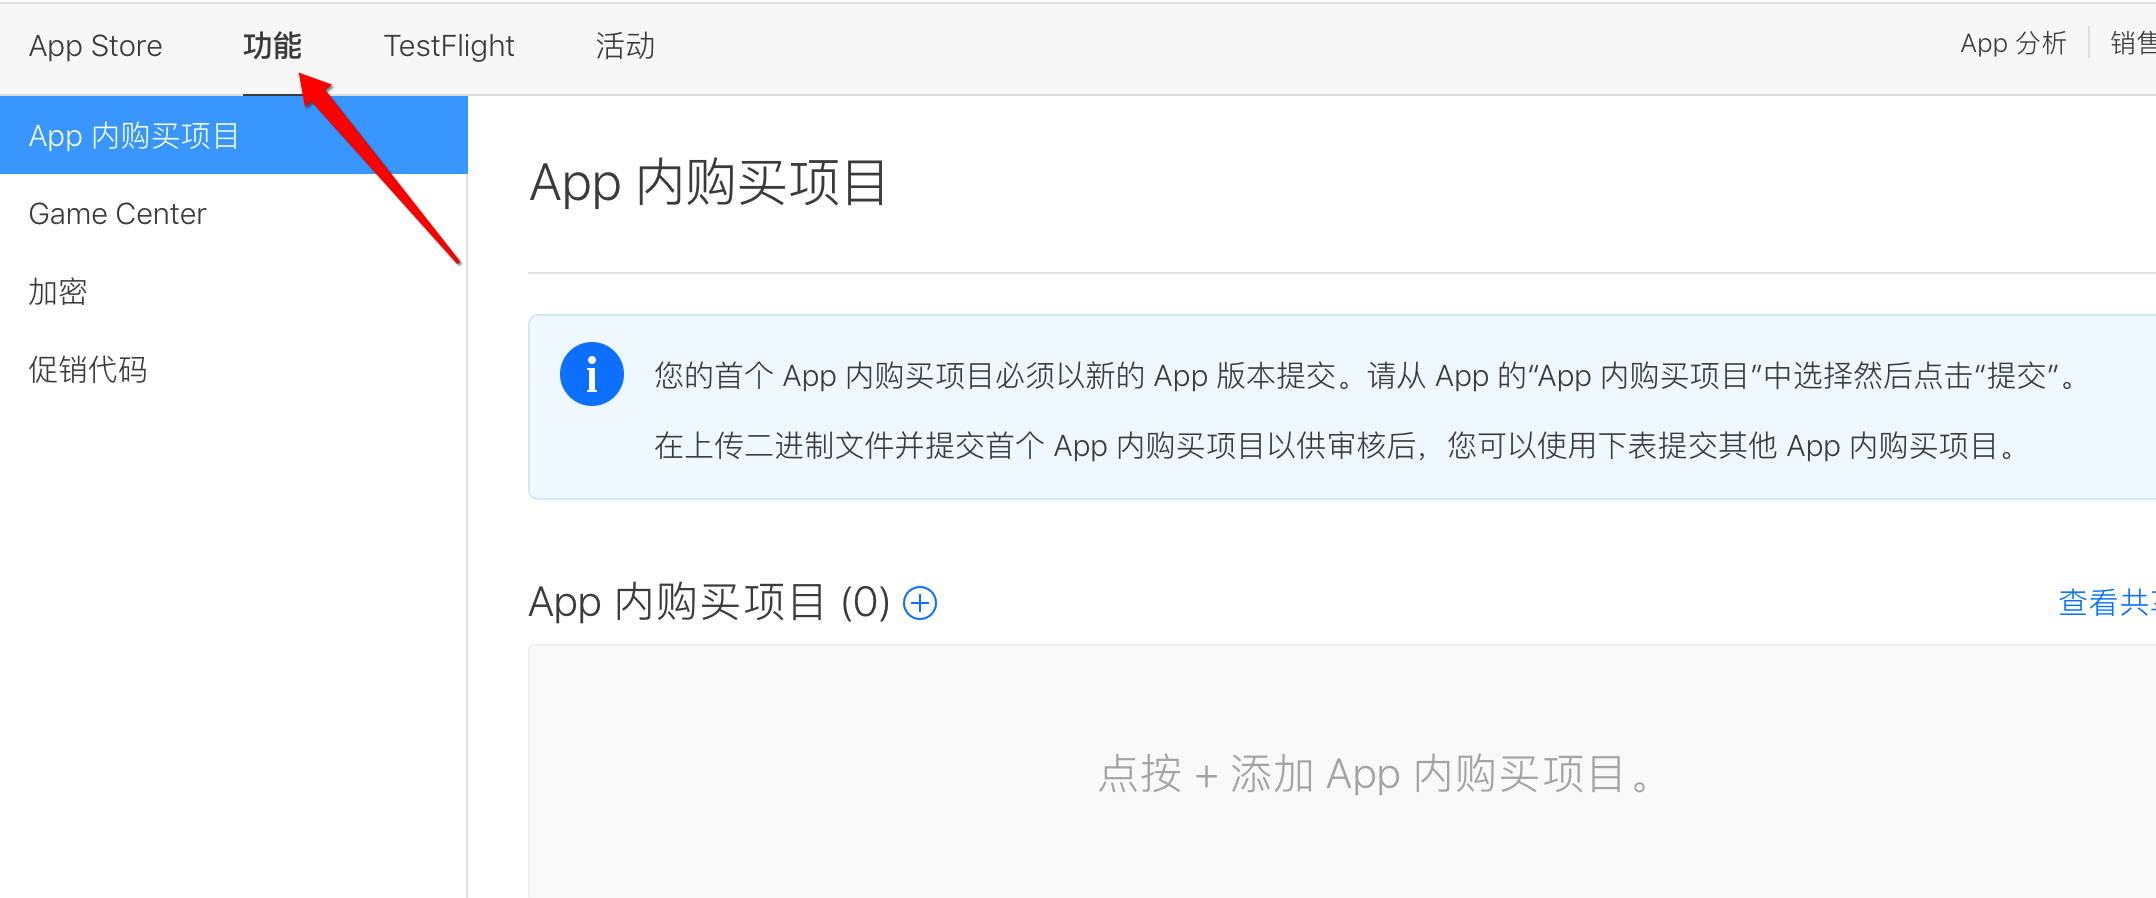 App Store 功能 TestFlight 活动 App 分析 销售
App 内购买项目
Game Center
加密
促销代码
App 内购买项目
您的首个 App 内购买项目必须以新的 App 版本提交。请从 App 的“App 内购买项目”中选择然后点击“提交”。
在上传二进制文件并提交首个 App 内购买项目以供审核后，您可以使用下表提交其他 App 内购买项目。
App 内购买项目 (0)
查看共
点按 + 添加 App 内购买项目。